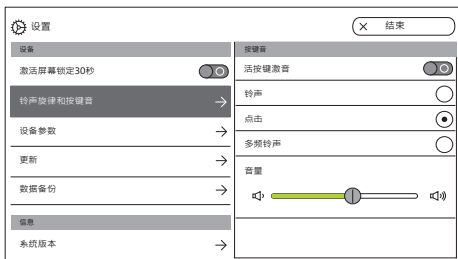 设置
× 结束
设备
激活屏幕锁定30秒
铃声旋律和按键音
设备参数
更新
数据备份
信息
系统版本
按键音
活按键激音
铃声
点击
多频铃声
音量